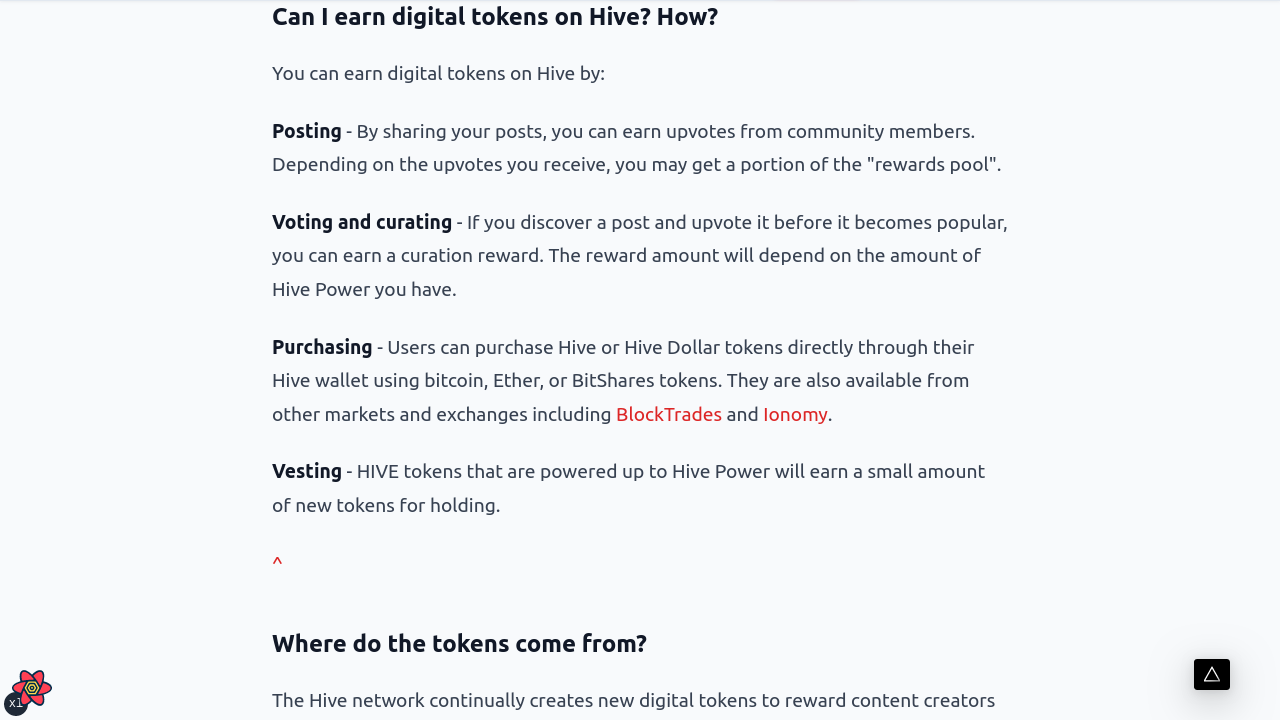 Can I earn digital tokens on Hive? How?
You can earn digital tokens on Hive by:
Posting - By sharing your posts, you can earn upvotes from community members.
Depending on the upvotes you receive, you may get a portion of the "rewards pool".
Voting and curating - If you discover a post and upvote it before it becomes popular,
you can earn a curation reward. The reward amount will depend on the amount of
Hive Power you have.
Purchasing - Users can purchase Hive or Hive Dollar tokens directly through their
Hive wallet using bitcoin, Ether, or BitShares tokens. They are also available from
other markets and exchanges including BlockTrades and Ionomy.
Vesting - HIVE tokens that are powered up to Hive Power will earn a small amount
of new tokens for holding.
^
Where do the tokens come from?
The Hive network continually creates new digital tokens to reward content creators
x1